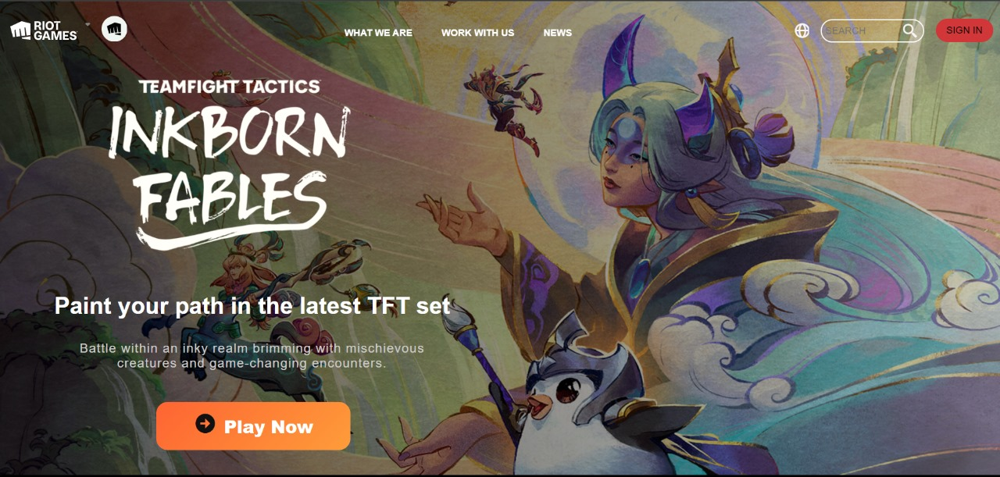 RIOT
GAMES
WHAT WE ARE
WORK WITH US
NEWS
SEARCH
SIGN IN
TEAMFIGHT TACTICS
INKBORN
FABLES
Paint your path in the latest TFT set
Battle within an inky realm brimming with mischievous
creatures and game-changing encounters.
Play Now